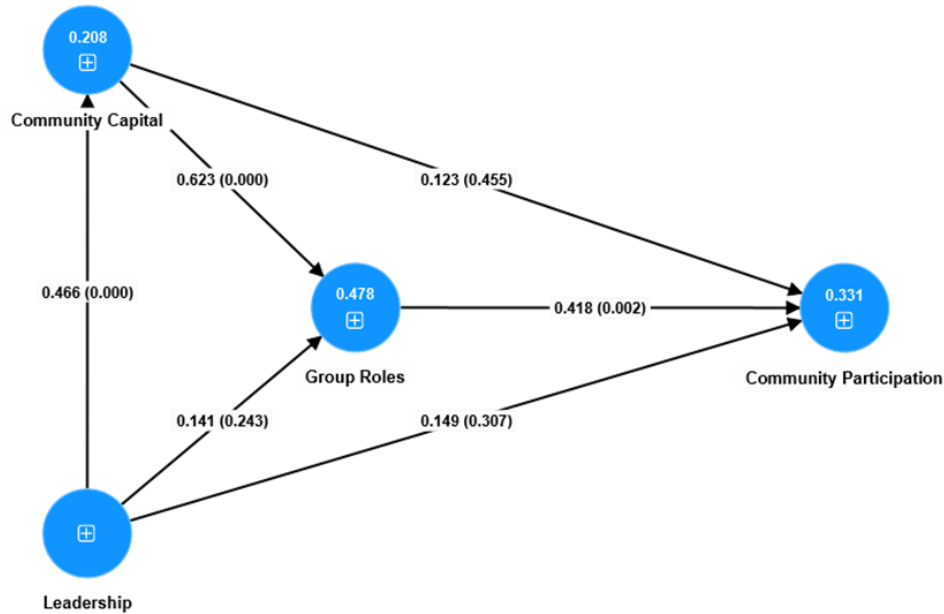 0.208
Community Capital
0.623 (0.000)
0.123 (0.455)
0.466 (0.000)
0.478
0.418 (0.002)
0.331
Group Roles
Community Participation
0.141 (0.243)
0.149 (0.307)
Leadership